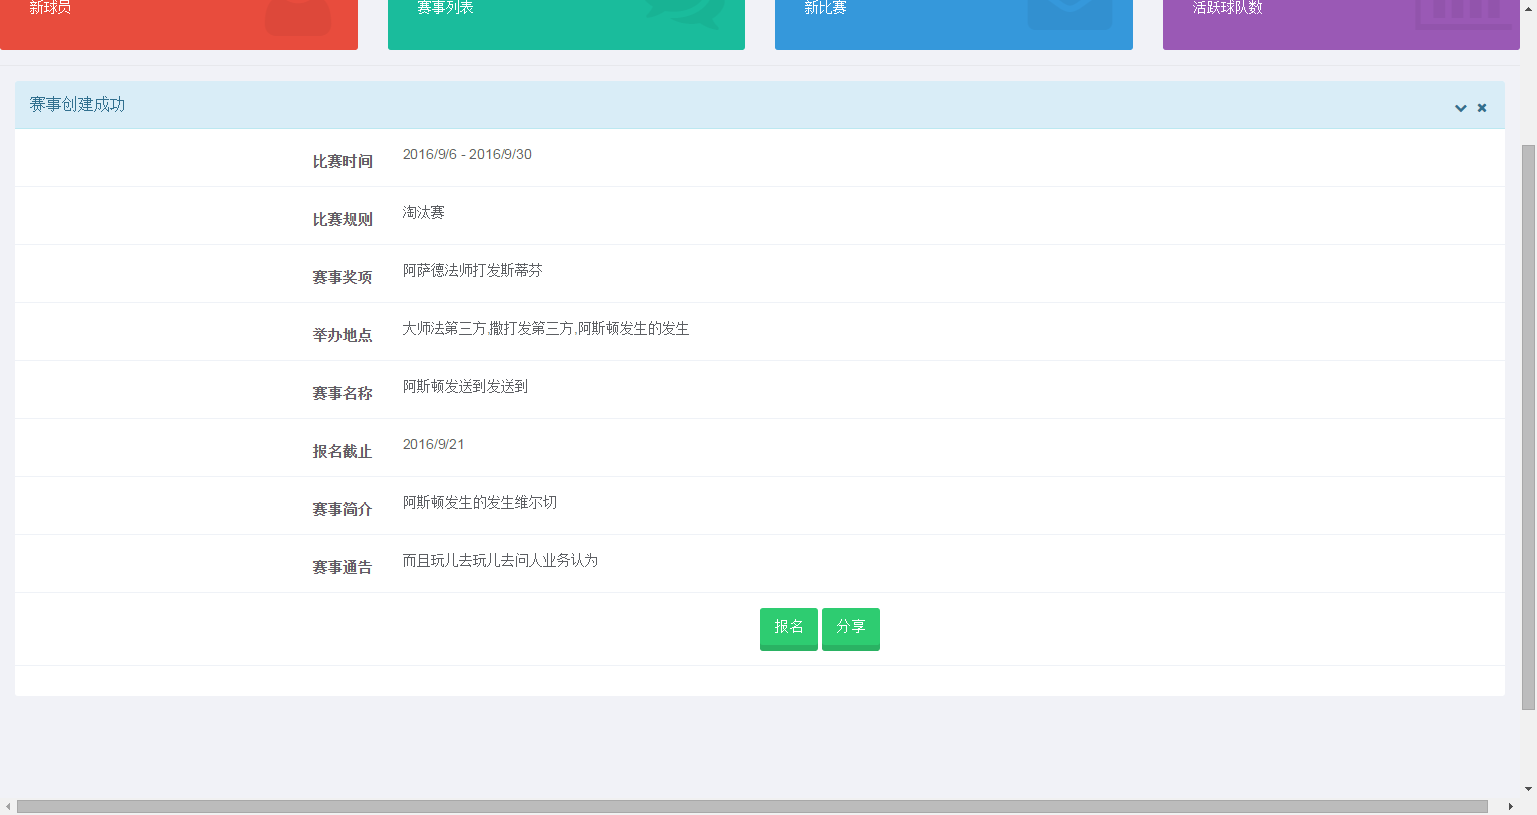 新球员
赛事列表
新比赛
活跃球队数
赛事创建成功
比赛时间 2016/9/6 - 2016/9/30
比赛规则 淘汰赛
赛事奖项 阿萨德法师打发斯蒂芬
举办地点 大师法第三方,撒打发第三方,阿斯顿发生的发生
赛事名称 阿斯顿发送到发送到
报名截止 2016/9/21
赛事简介 阿斯顿发生的发生维尔切
赛事通告 而且玩儿去玩儿去问人业务认为
报名 分享